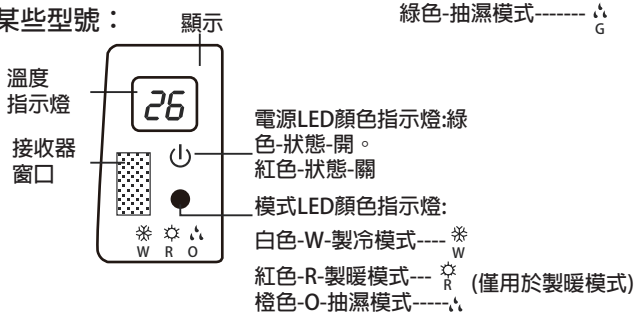 某些型號：
顯示
綠色-抽濕模式-------
G
溫度
指示燈
26
接收器
窗口
電源LED顏色指示燈:綠
色-狀態-開。
紅色-狀態-關
模式LED顏色指示燈:
W R O
白色-W-製冷模式----
W
紅色-R-製暖模式---
R
(僅用於製暖模式)
橙色-O-抽濕模式-----